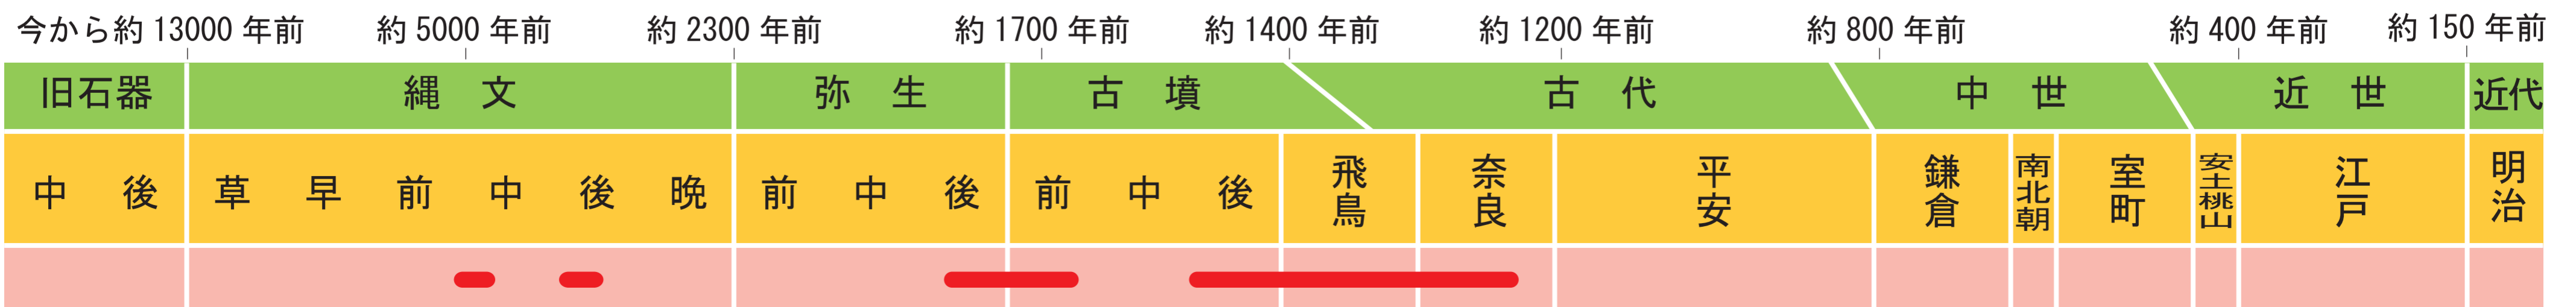 今から約 13000 年前 約 5000 年前 約 2300 年前 約 1700 年前 約 1400 年前 約 1200 年前 約 800 年前 約 400 年前 約 150 年前
旧石器 縄文 弥生 古墳 古代 中世 近世 近代
中 後 草 早 前 中 後 晩 前 中 後 前 中 後 飛鳥 奈良 平安 鎌倉 南北朝 室町 安土桃山 江戸 明治